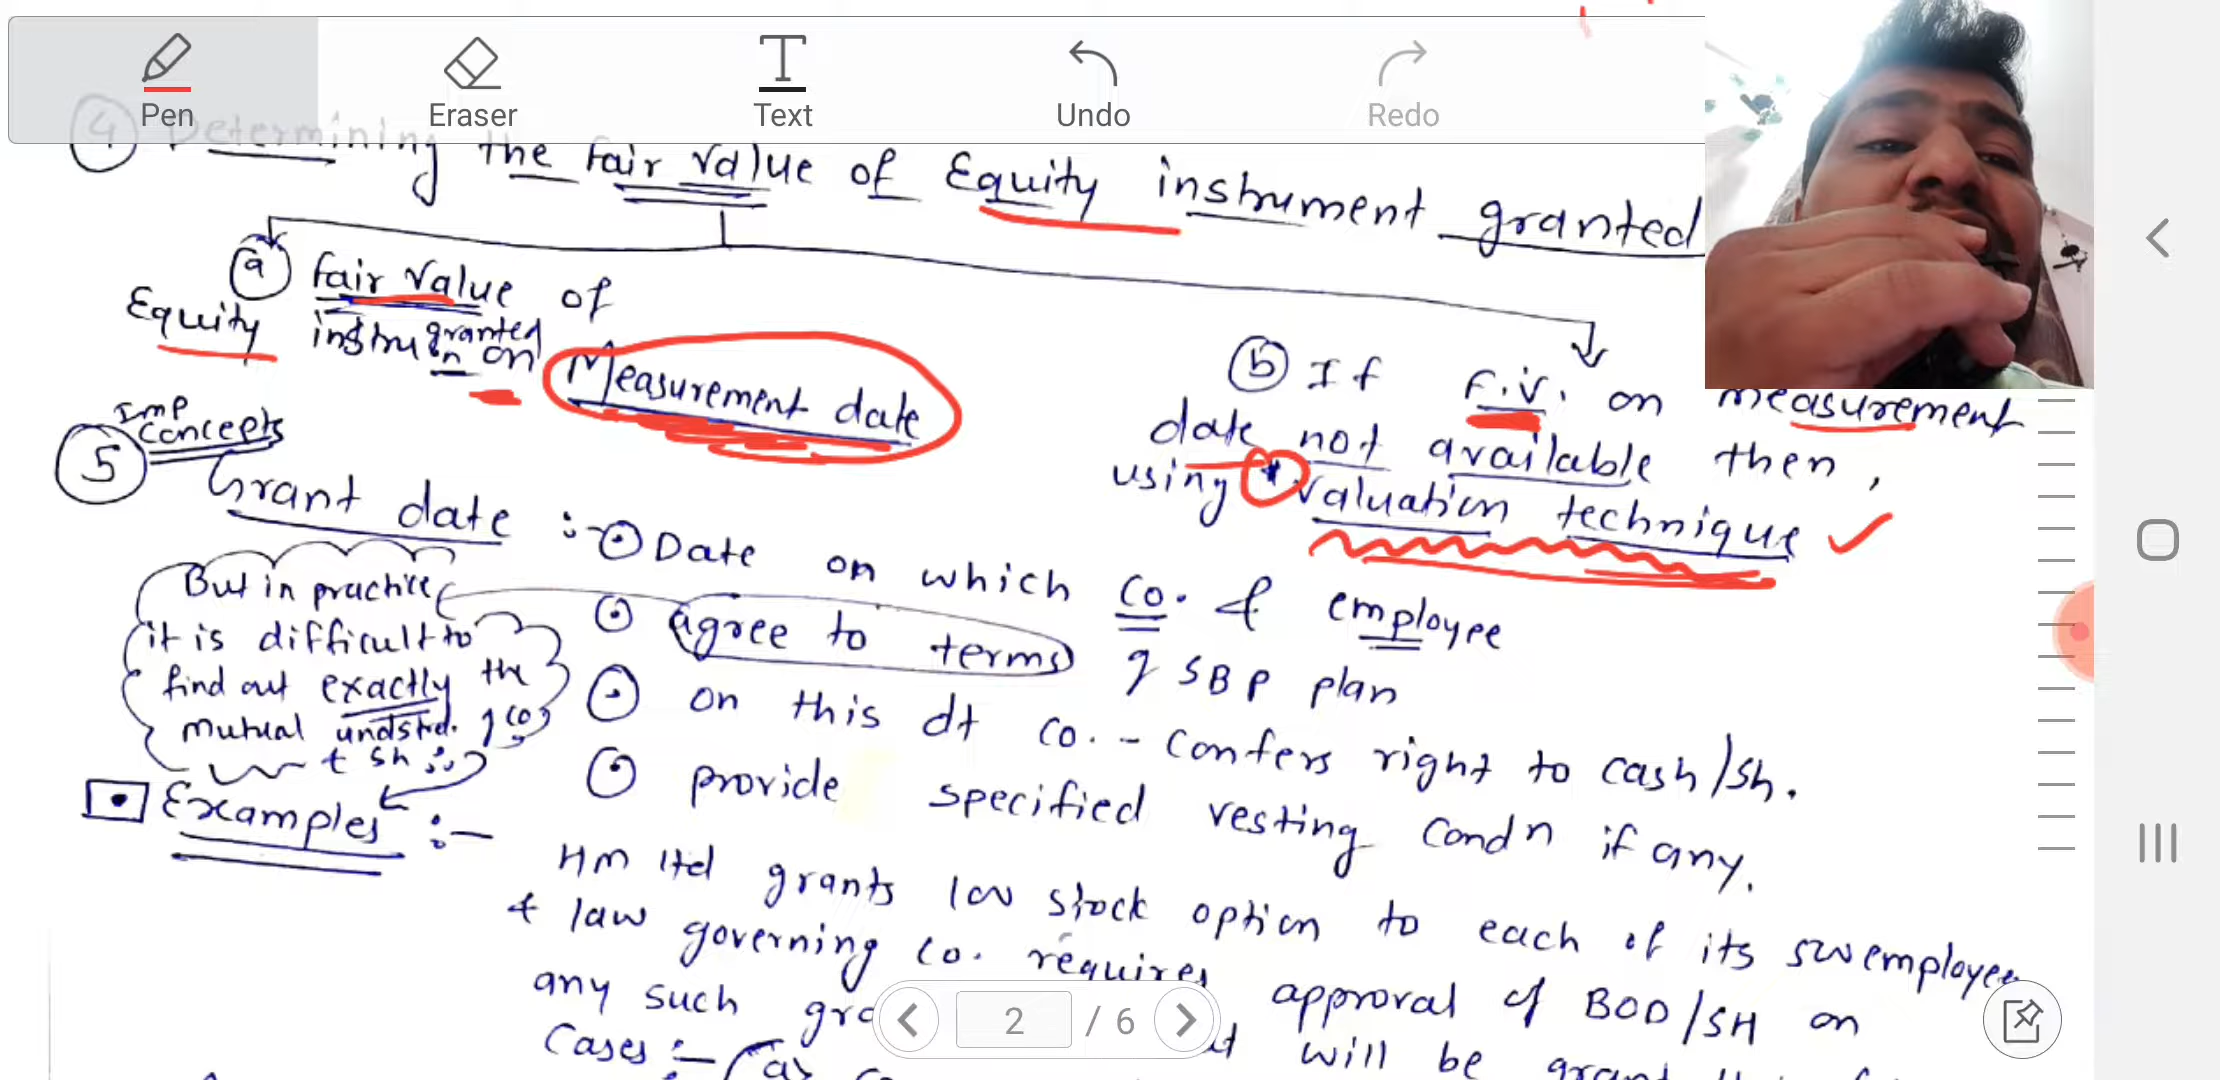 Pen Eraser Text Undo Redo
④ Determining the fair value of Equity instrument granted
ⓐ fair value of
Equity instru granted
n on Measurement date
ⓑ If F.V. on measurement
date not available then,
using * valuation technique ✓
Imp
Concepts
⑤ Grant date :- ⊙ Date on which Co. & employee
⊙ agree to terms of SBP plan
⊙ on this dt Co. - Confers right to cash/sh.
⊙ provide specified vesting Condn if any.
But in practice
it is difficult to
find out exactly the
mutual undstd. of co
& sh
Examples :-
HM ltd grants 100 stock option to each of its 500 employees
& law governing co. requires approval of BOD/SH on
any such gra
2 / 6
Cases :- (a)
will be grant